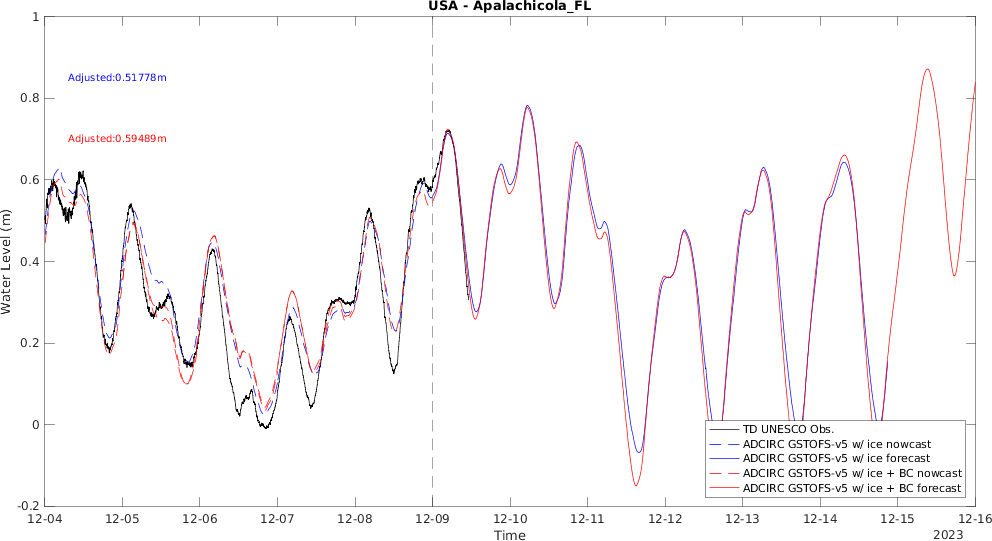 USA - Apalachicola_FL
1
Adjusted:0.51778m
0.8
Adjusted:0.59489m
0.6
0.4
0.2
0
-0.2
Water Level (m)
TD UNESCO Obs.
ADCIRC GSTOFS-v5 w/ ice nowcast
ADCIRC GSTOFS-v5 w/ ice forecast
ADCIRC GSTOFS-v5 w/ ice + BC nowcast
ADCIRC GSTOFS-v5 w/ ice + BC forecast
12-04 12-05 12-06 12-07 12-08 12-09 12-10 12-11 12-12 12-13 12-14 12-15 12-16
Time
2023